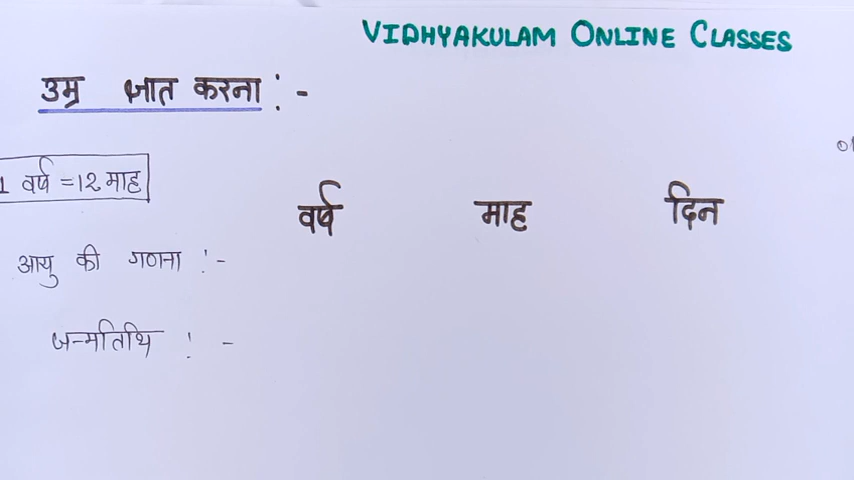 VIDHYAKULAM ONLINE CLASSES
उम्र ज्ञात करना :-
1 वर्ष = 12 माह
वर्ष माह दिन
आयु की गणना :-
जन्मतिथि : -